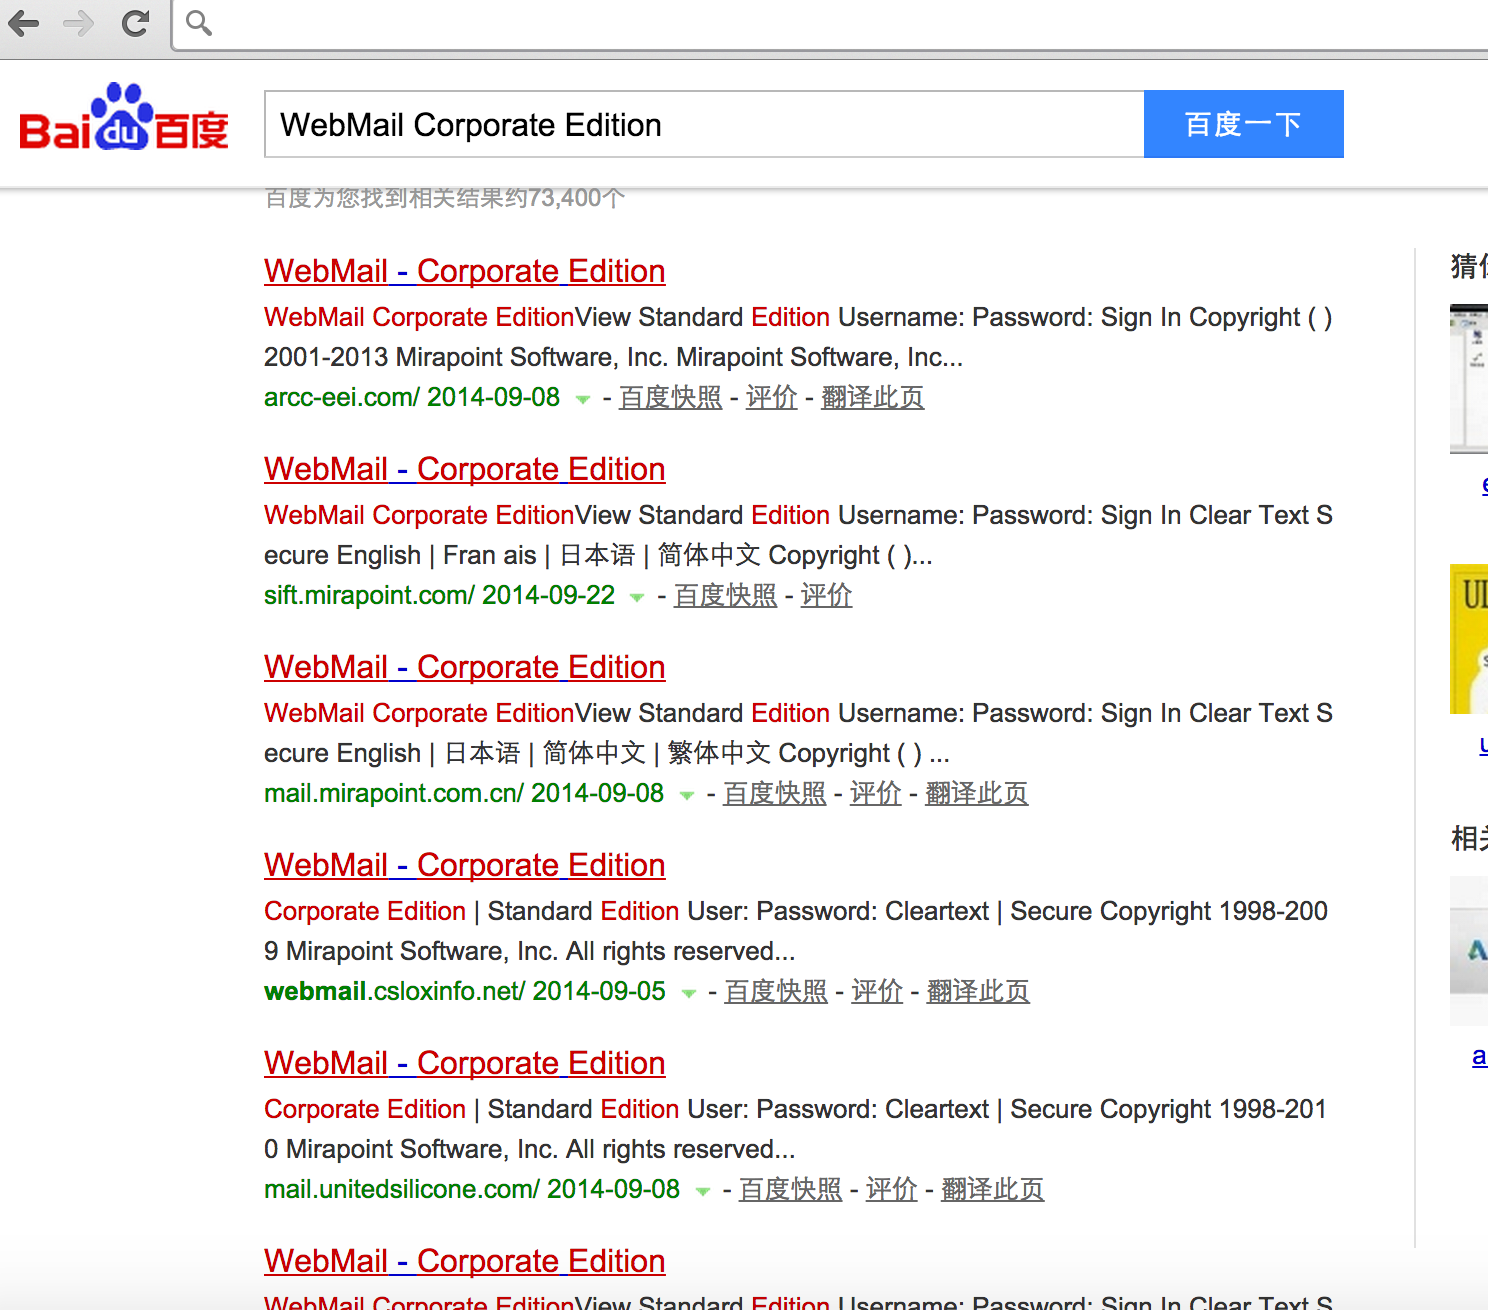 Baidu百度
WebMail Corporate Edition
百度一下
百度为您找到相关结果约73,400个
WebMail - Corporate Edition
WebMail Corporate EditionView Standard Edition Username: Password: Sign In Copyright ( )
2001-2013 Mirapoint Software, Inc. Mirapoint Software, Inc...
arcc-eei.com/ 2014-09-08 - 百度快照 - 评价 - 翻译此页
WebMail - Corporate Edition
WebMail Corporate EditionView Standard Edition Username: Password: Sign In Clear Text S
ecure English | Fran ais | 日本语 | 简体中文 Copyright ( )...
sift.mirapoint.com/ 2014-09-22 - 百度快照 - 评价
WebMail - Corporate Edition
WebMail Corporate EditionView Standard Edition Username: Password: Sign In Clear Text S
ecure English | 日本语 | 简体中文 | 繁体中文 Copyright ( ) ...
mail.mirapoint.com.cn/ 2014-09-08 - 百度快照 - 评价 - 翻译此页
WebMail - Corporate Edition
Corporate Edition | Standard Edition User: Password: Cleartext | Secure Copyright 1998-200
9 Mirapoint Software, Inc. All rights reserved...
webmail.csloxinfo.net/ 2014-09-05 - 百度快照 - 评价 - 翻译此页
WebMail - Corporate Edition
Corporate Edition | Standard Edition User: Password: Cleartext | Secure Copyright 1998-201
0 Mirapoint Software, Inc. All rights reserved...
mail.unitedsilicone.com/ 2014-09-08 - 百度快照 - 评价 - 翻译此页
WebMail - Corporate Edition
WebMail Corporate EditionView Standard Edition Username: Password: Sign In Clear Text S
猜
相
a